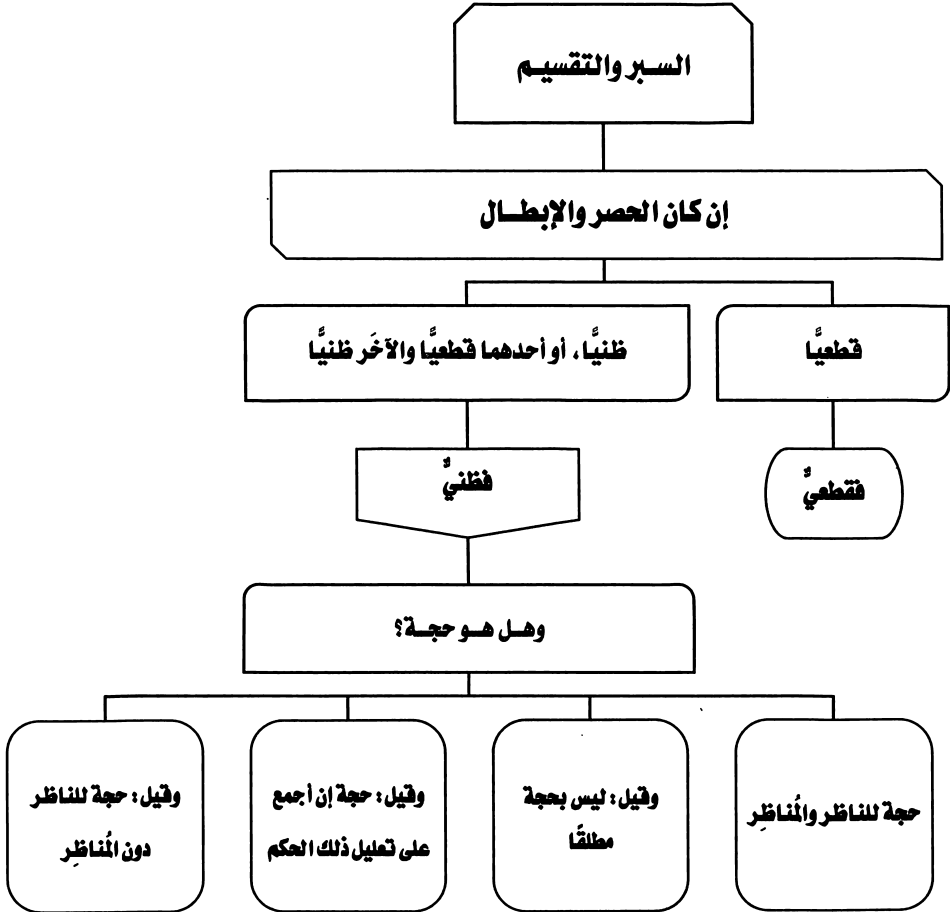 السبر والتقسيم
إن كان الحصر والإبطال
قطعيًّا
ظنيًّا، أو أحدهما قطعيًّا والآخَر ظنيًّا
فقطعيٌّ
فظنيٌّ
وهل هو حجة؟
حجة للناظر والمُناظِر
وقيل: ليس بحجة
مطلقًا
وقيل: حجة إن أجمع
على تعليل ذلك الحكم
وقيل: حجة للناظر
دون المُناظِر